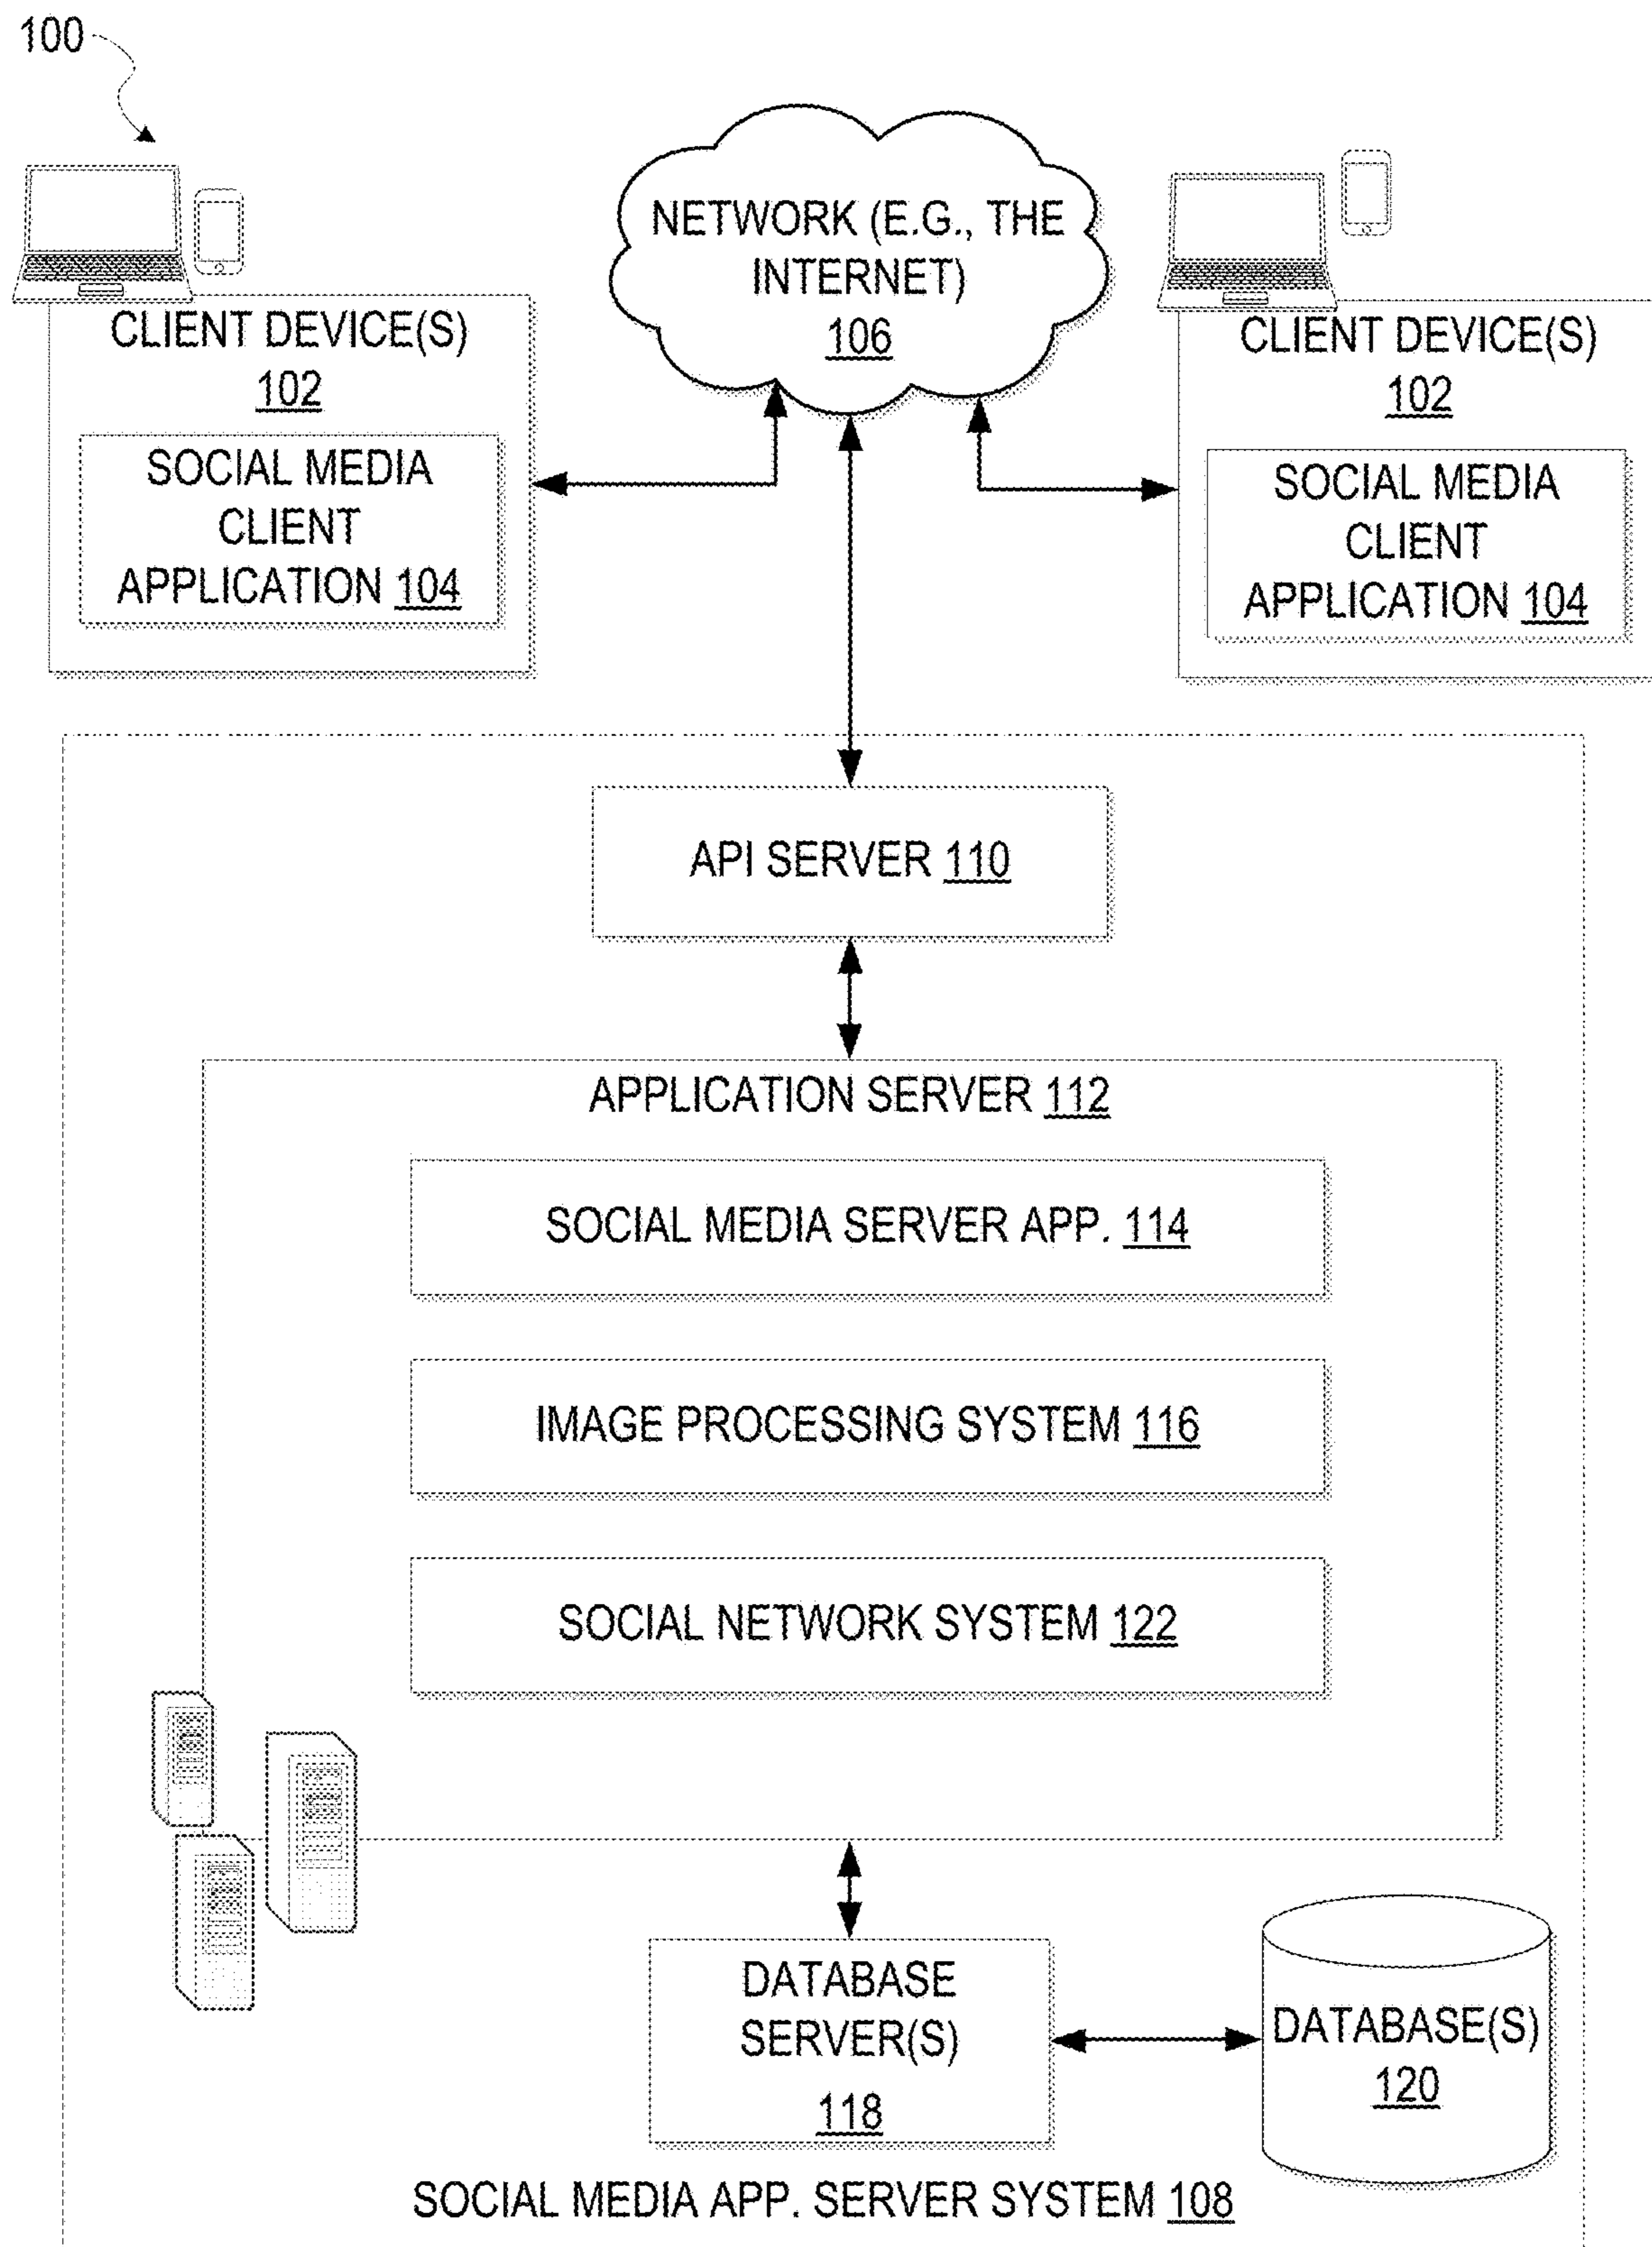 100
NETWORK (E.G., THE
INTERNET)
106
CLIENT DEVICE(S)
102
SOCIAL MEDIA
CLIENT
APPLICATION 104
CLIENT DEVICE(S)
102
SOCIAL MEDIA
CLIENT
APPLICATION 104
API SERVER 110
APPLICATION SERVER 112
SOCIAL MEDIA SERVER APP. 114
IMAGE PROCESSING SYSTEM 116
SOCIAL NETWORK SYSTEM 122
DATABASE
SERVER(S)
118
DATABASE(S)
120
SOCIAL MEDIA APP. SERVER SYSTEM 108